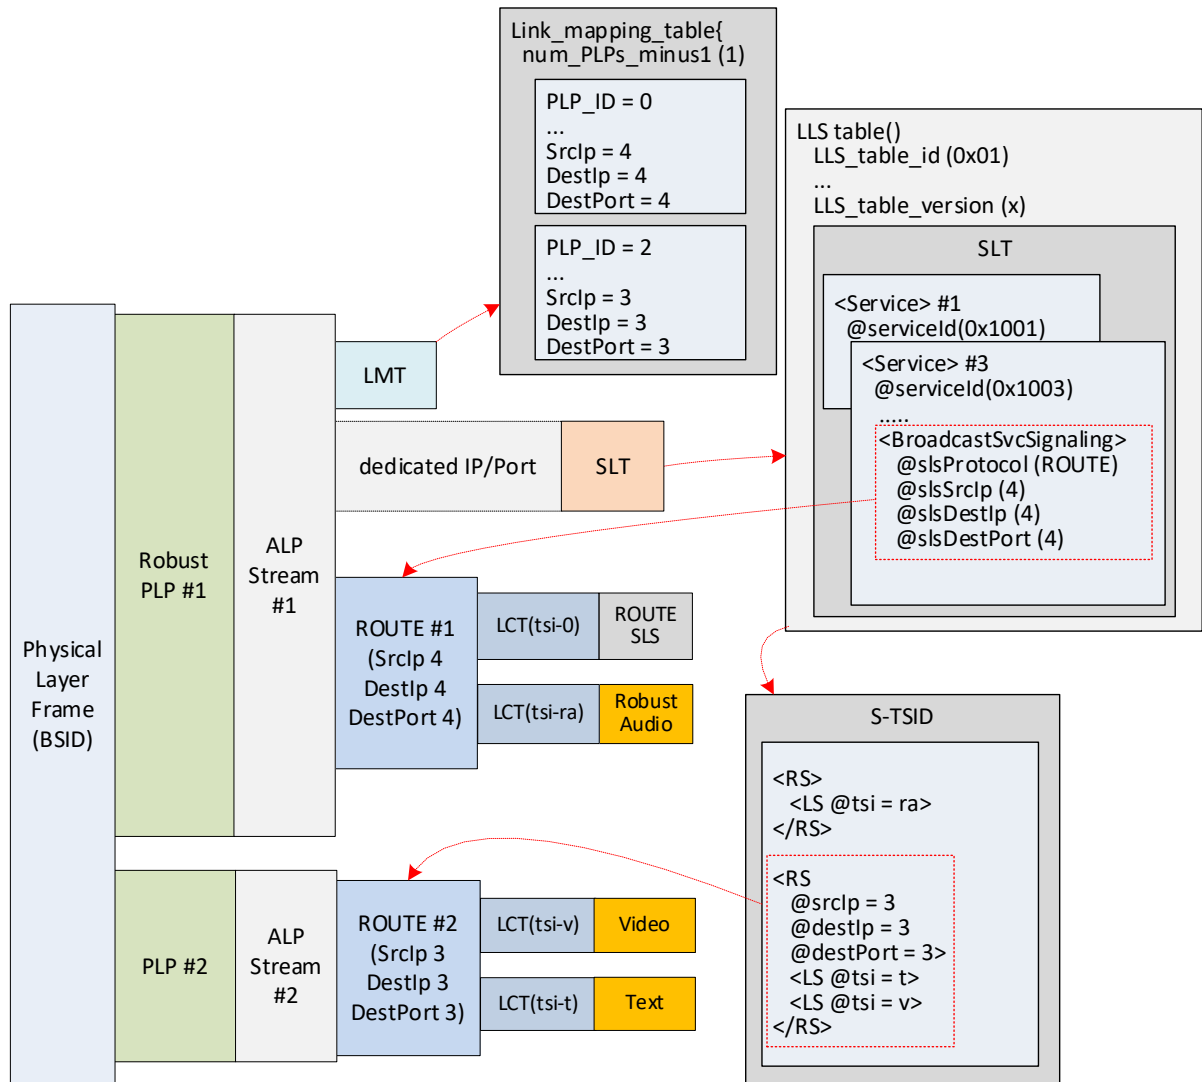 Link_mapping_table{
num_PLPs_minus1 (1)
PLP_ID = 0
...
SrcIp = 4
DestIp = 4
DestPort = 4
PLP_ID = 2
...
SrcIp = 3
DestIp = 3
DestPort = 3
LLS table()
LLS_table_id (0x01)
...
LLS_table_version (x)
SLT
<Service> #1
@serviceId(0x1001)
<Service> #3
@serviceId(0x1003)
.....
<BroadcastSvcSignaling>
@slsProtocol (ROUTE)
@slsSrcIp (4)
@slsDestIp (4)
@slsDestPort (4)
Physical
Layer
Frame
(BSID)
Robust
PLP #1
ALP
Stream
#1
LMT
dedicated IP/Port
SLT
ROUTE #1
(SrcIp 4
DestIp 4
DestPort 4)
LCT(tsi-0)
ROUTE
SLS
LCT(tsi-ra)
Robust
Audio
PLP #2
ALP
Stream
#2
ROUTE #2
(SrcIp 3
DestIp 3
DestPort 3)
LCT(tsi-v)
Video
LCT(tsi-t)
Text
S-TSID
<RS>
<LS @tsi = ra>
</RS>
<RS
@srcIp = 3
@destIp = 3
@destPort = 3>
<LS @tsi = t>
<LS @tsi = v>
</RS>